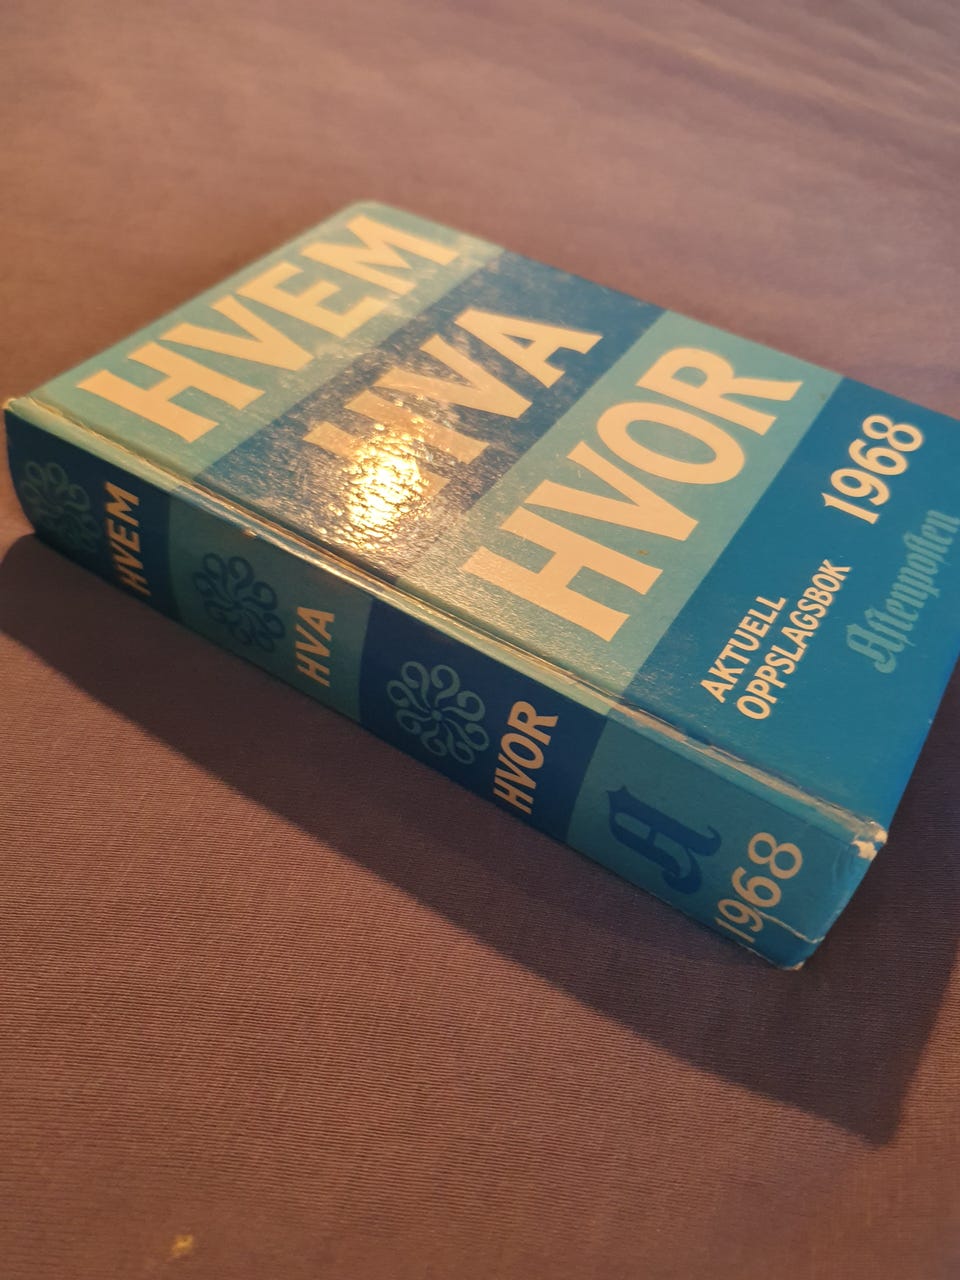 HVEM
HVA
HVOR
1968
Aftenposten
AKTUELL
OPPSLAGSBOK
HVEM
HVA
HVOR
A
1968